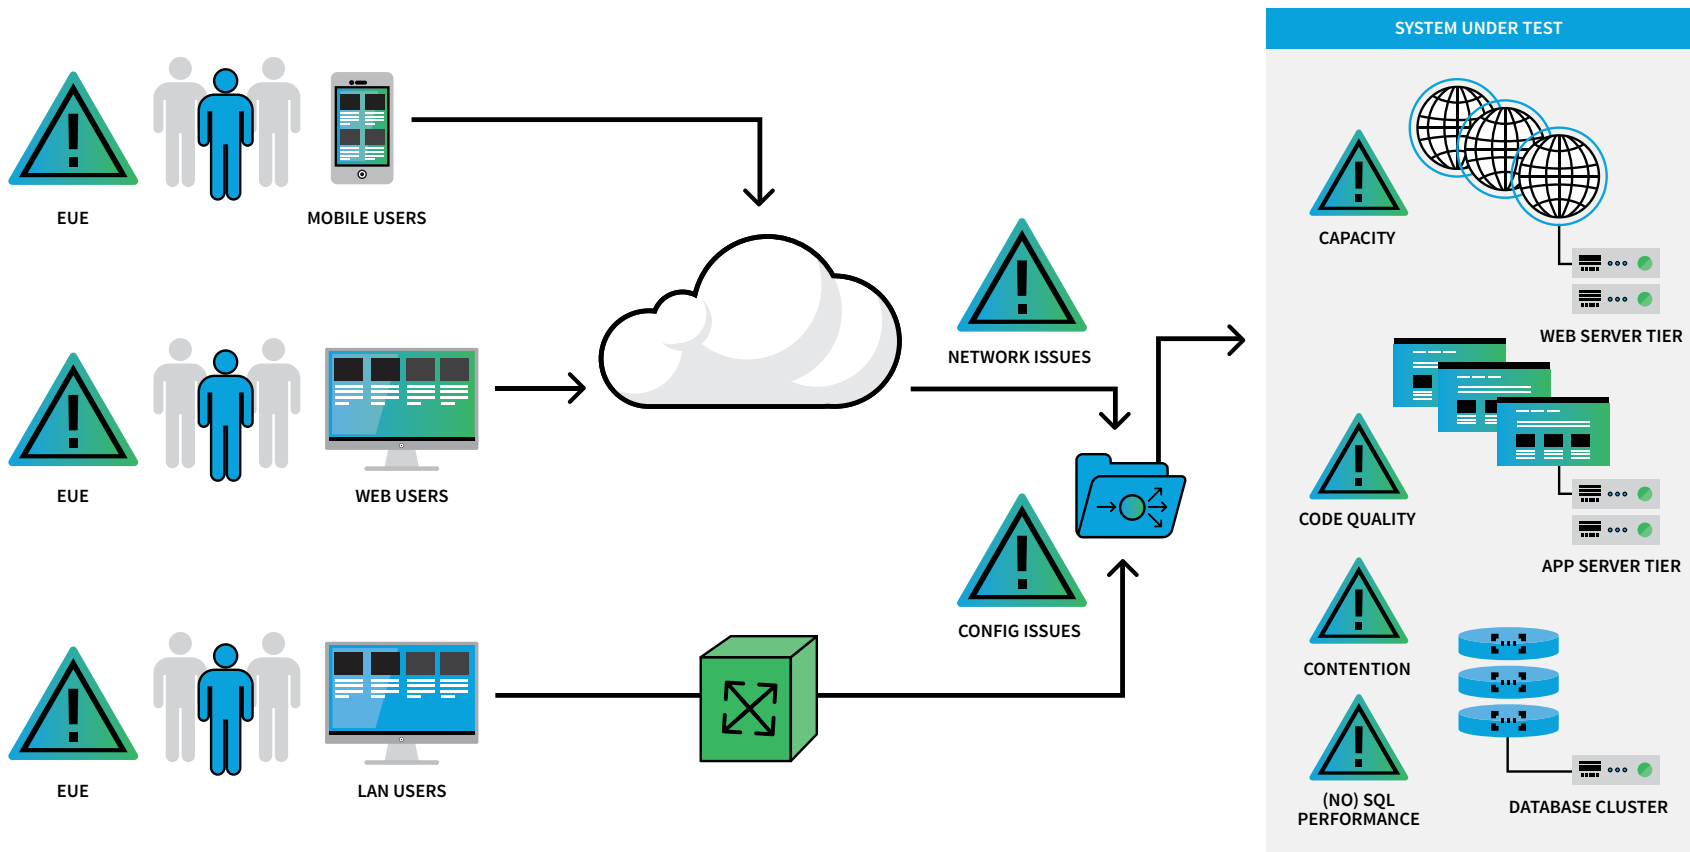 SYSTEM UNDER TEST
EUE
MOBILE USERS
CAPACITY
NETWORK ISSUES
WEB SERVER TIER
EUE
WEB USERS
CODE QUALITY
APP SERVER TIER
CONFIG ISSUES
CONTENTION
EUE
LAN USERS
(NO) SQL
PERFORMANCE
DATABASE CLUSTER